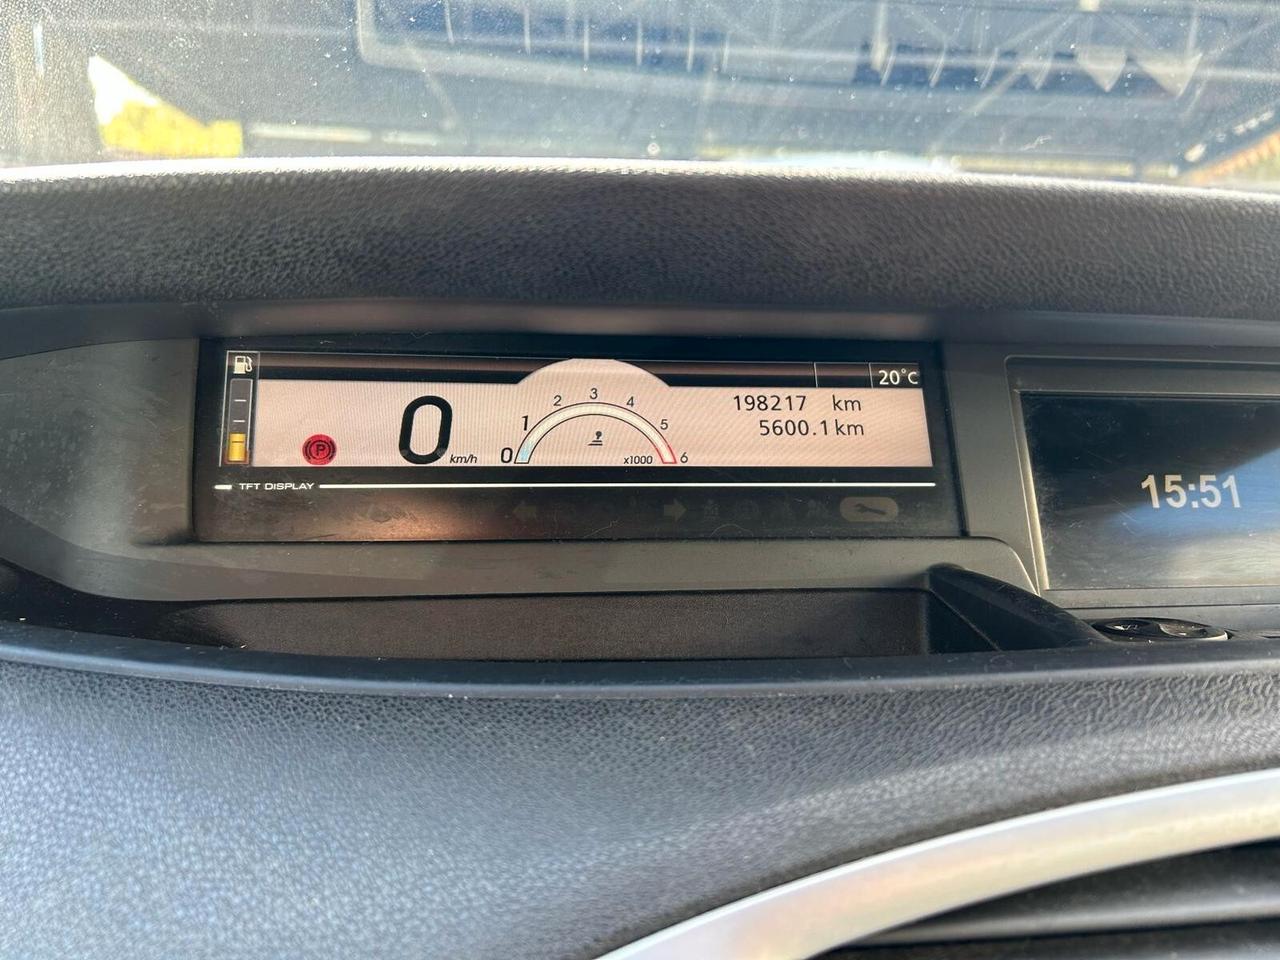 20°C
198217 km
5600.1 km
P
0 km/h
0 1 2 3 4 5 6
x1000
TFT DISPLAY
15:51